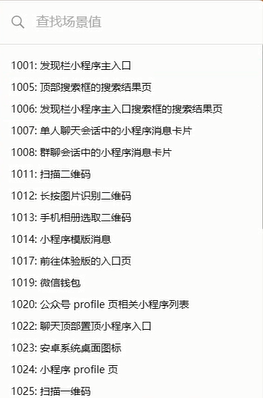 查找场景值
1001: 发现栏小程序主入口
1005: 顶部搜索框的搜索结果页
1006: 发现栏小程序主入口搜索框的搜索结果页
1007: 单人聊天会话中的小程序消息卡片
1008: 群聊会话中的小程序消息卡片
1011: 扫描二维码
1012: 长按图片识别二维码
1013: 手机相册选取二维码
1014: 小程序模版消息
1017: 前往体验版的入口页
1019: 微信钱包
1020: 公众号 profile 页相关小程序列表
1022: 聊天顶部置顶小程序入口
1023: 安卓系统桌面图标
1024: 小程序 profile 页
1025: 扫描一维码